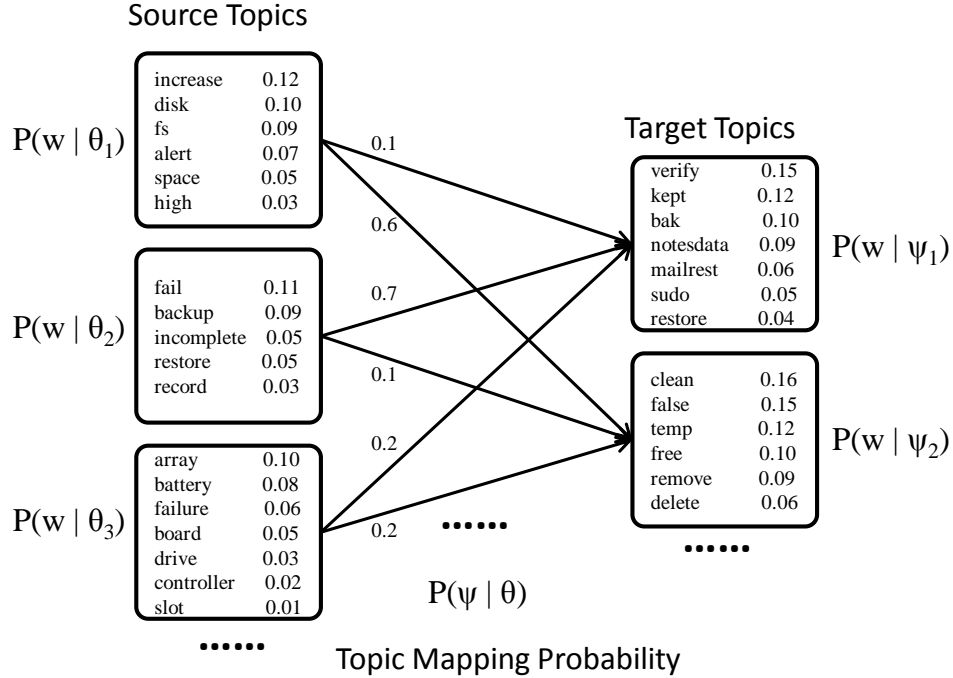 Source Topics
increase 0.12
disk 0.10
fs 0.09
alert 0.07
space 0.05
high 0.03
P(w | θ1)
fail 0.11
backup 0.09
incomplete 0.05
restore 0.05
record 0.03
P(w | θ2)
array 0.10
battery 0.08
failure 0.06
board 0.05
drive 0.03
controller 0.02
slot 0.01
P(w | θ3)
......
0.1
0.6
0.7
0.1
0.2
0.2
......
P(ψ | θ)
Topic Mapping Probability
Target Topics
verify 0.15
kept 0.12
bak 0.10
notesdata 0.09
mailrest 0.06
sudo 0.05
restore 0.04
P(w | ψ1)
clean 0.16
false 0.15
temp 0.12
free 0.10
remove 0.09
delete 0.06
P(w | ψ2)
......